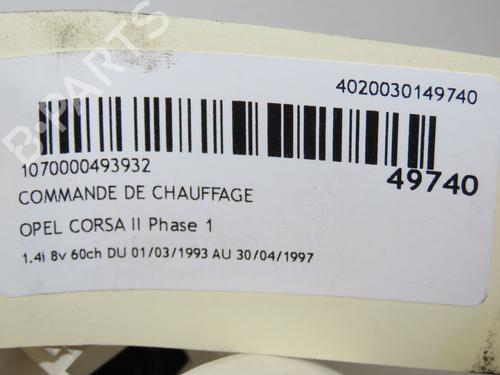 4020030149740
1070000493932
49740
COMMANDE DE CHAUFFAGE
OPEL CORSA II Phase 1
1.4i 8v 60ch DU 01/03/1993 AU 30/04/1997
B-PARTS